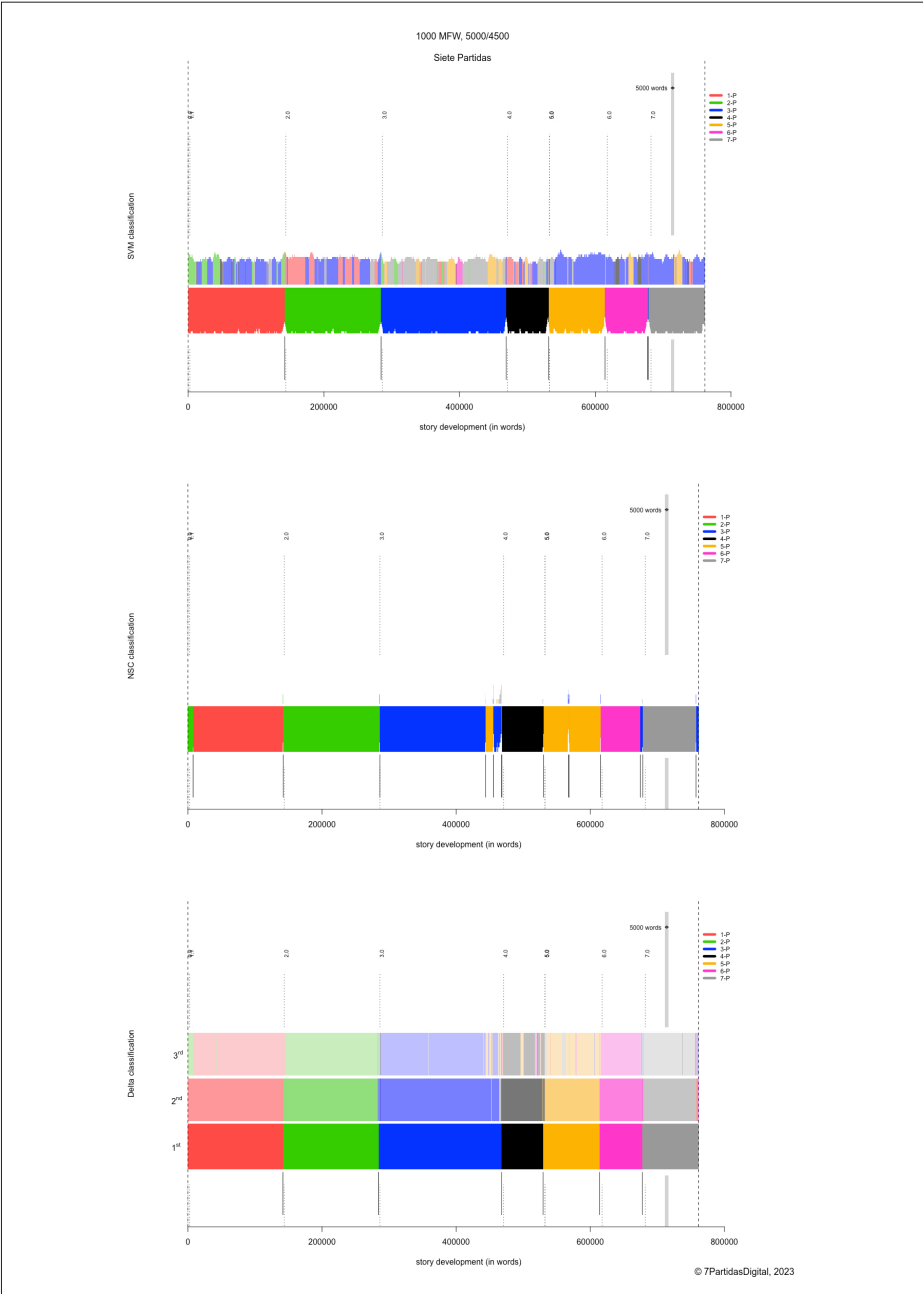 1000 MFW, 5000/4500
Siete Partidas
5000 words
1-P
2-P
3-P
4-P
5-P
6-P
7-P
2.0
3.0
4.0
5.0
6.0
7.0
SVM classification
0
200000
400000
600000
800000
story development (in words)
5000 words
1-P
2-P
3-P
4-P
5-P
6-P
7-P
2.0
3.0
4.0
6.0
7.0
NSC classification
0
200000
400000
600000
800000
story development (in words)
5000 words
1-P
2-P
3-P
4-P
5-P
6-P
7-P
2.0
3.0
4.0
6.0
7.0
Delta classification
3rd
2nd
1st
0
200000
400000
600000
800000
story development (in words)
© 7PartidasDigital, 2023